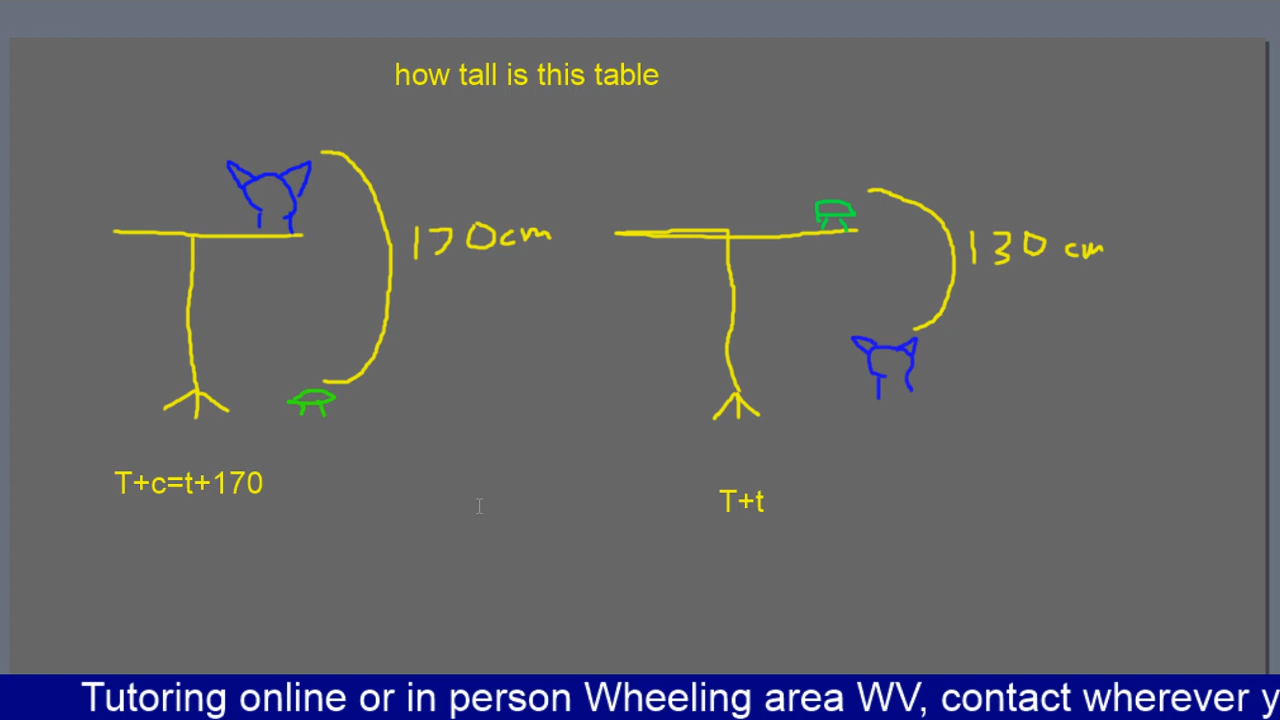 how tall is this table
170cm
130 cm
T+c=t+170
T+t
Tutoring online or in person Wheeling area WV, contact wherever y